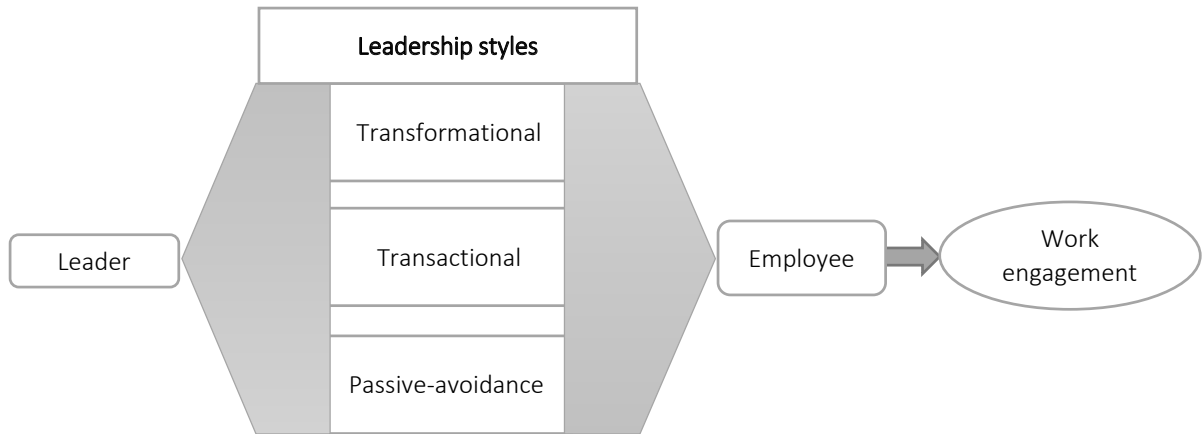 Leadership styles
Transformational
Leader
Transactional
Passive-avoidance
Employee
Work
engagement